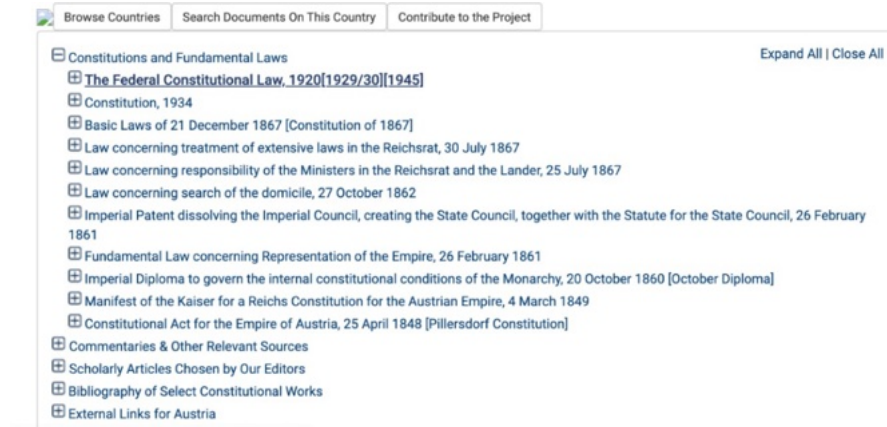 Browse Countries Search Documents On This Country Contribute to the Project
Constitutions and Fundamental Laws Expand All | Close All
The Federal Constitutional Law, 1920[1929/30][1945]
Constitution, 1934
Basic Laws of 21 December 1867 [Constitution of 1867]
Law concerning treatment of extensive laws in the Reichsrat, 30 July 1867
Law concerning responsibility of the Ministers in the Reichsrat and the Lander, 25 July 1867
Law concerning search of the domicile, 27 October 1862
Imperial Patent dissolving the Imperial Council, creating the State Council, together with the Statute for the State Council, 26 February
1861
Fundamental Law concerning Representation of the Empire, 26 February 1861
Imperial Diploma to govern the internal constitutional conditions of the Monarchy, 20 October 1860 [October Diploma]
Manifest of the Kaiser for a Reichs Constitution for the Austrian Empire, 4 March 1849
Constitutional Act for the Empire of Austria, 25 April 1848 [Pillersdorf Constitution]
Commentaries & Other Relevant Sources
Scholarly Articles Chosen by Our Editors
Bibliography of Select Constitutional Works
External Links for Austria